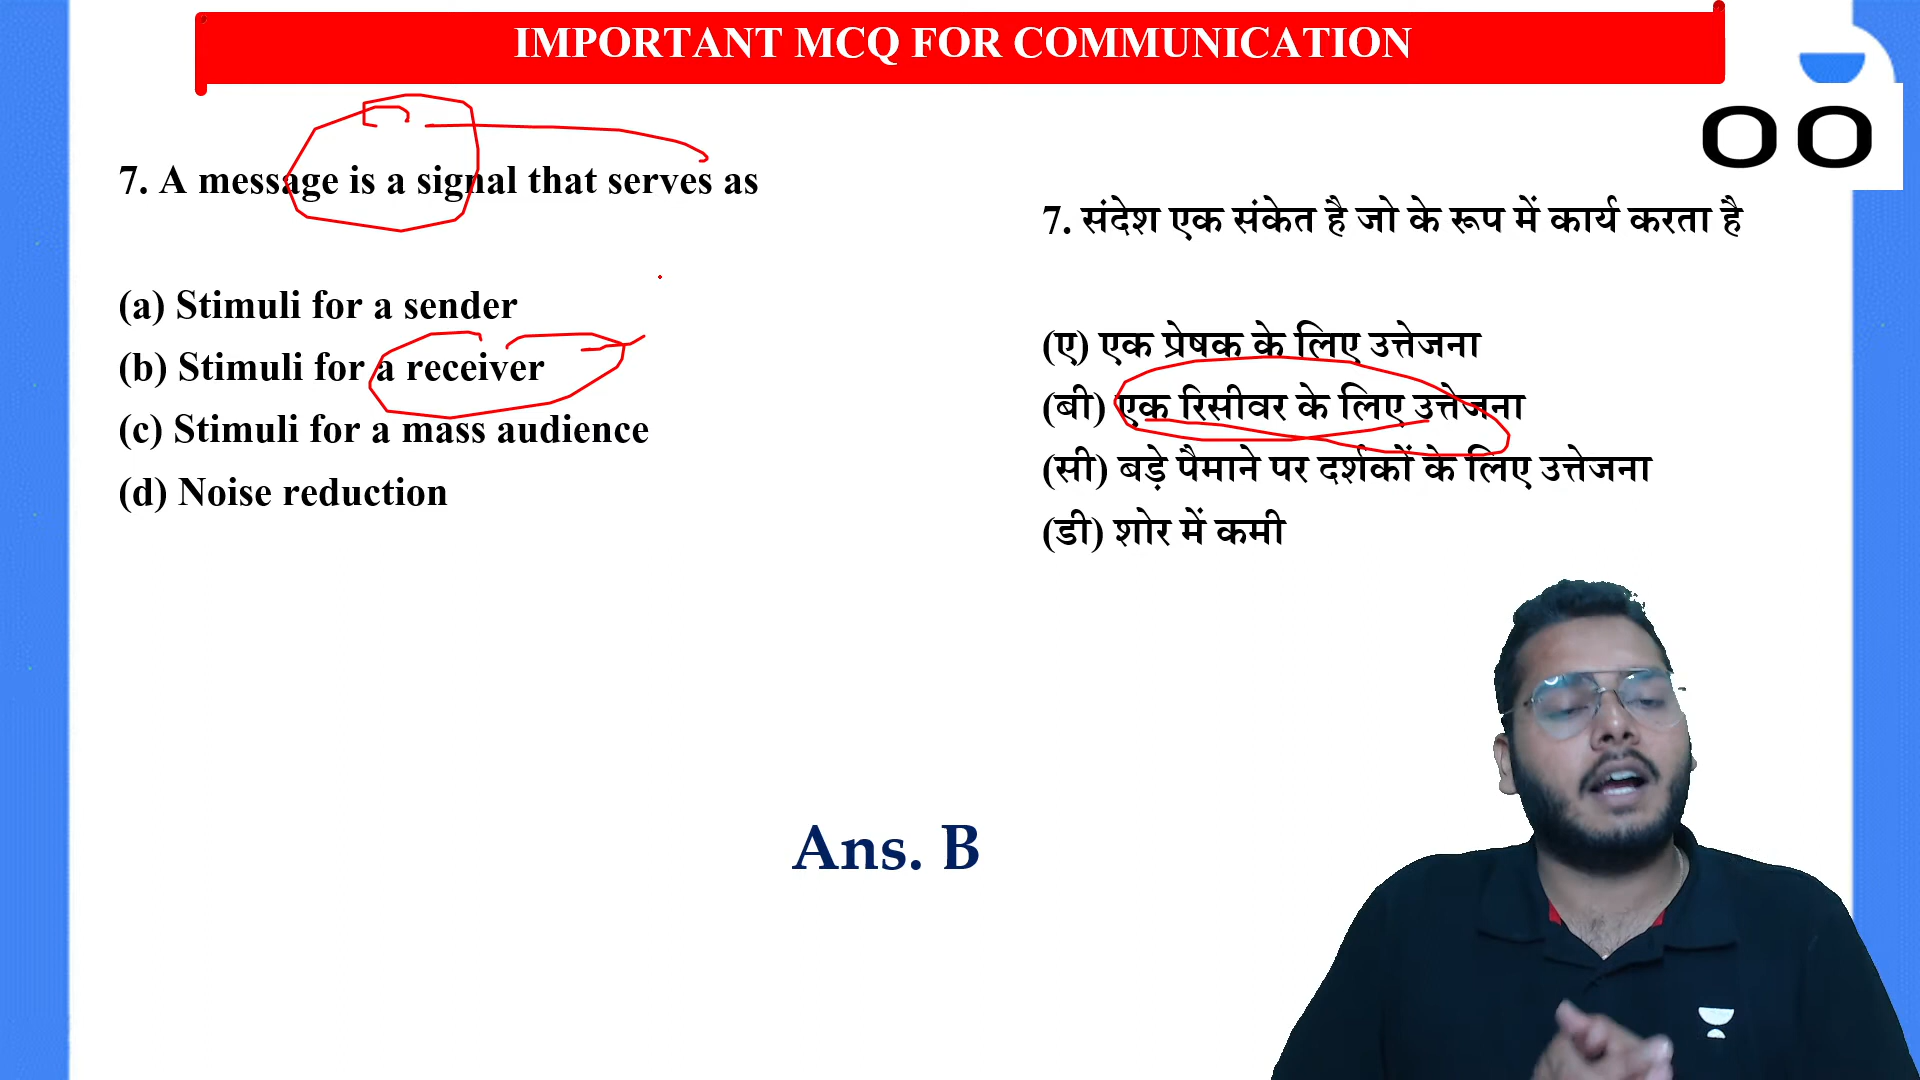 IMPORTANT MCQ FOR COMMUNICATION
7. A message is a signal that serves as
(a) Stimuli for a sender
(b) Stimuli for a receiver
(c) Stimuli for a mass audience
(d) Noise reduction
7. संदेश एक संकेत है जो के रूप में कार्य करता है
(ए) एक प्रेषक के लिए उत्तेजना
(बी) एक रिसीवर के लिए उत्तेजना
(सी) बड़े पैमाने पर दर्शकों के लिए उत्तेजना
(डी) शोर में कमी
Ans. B